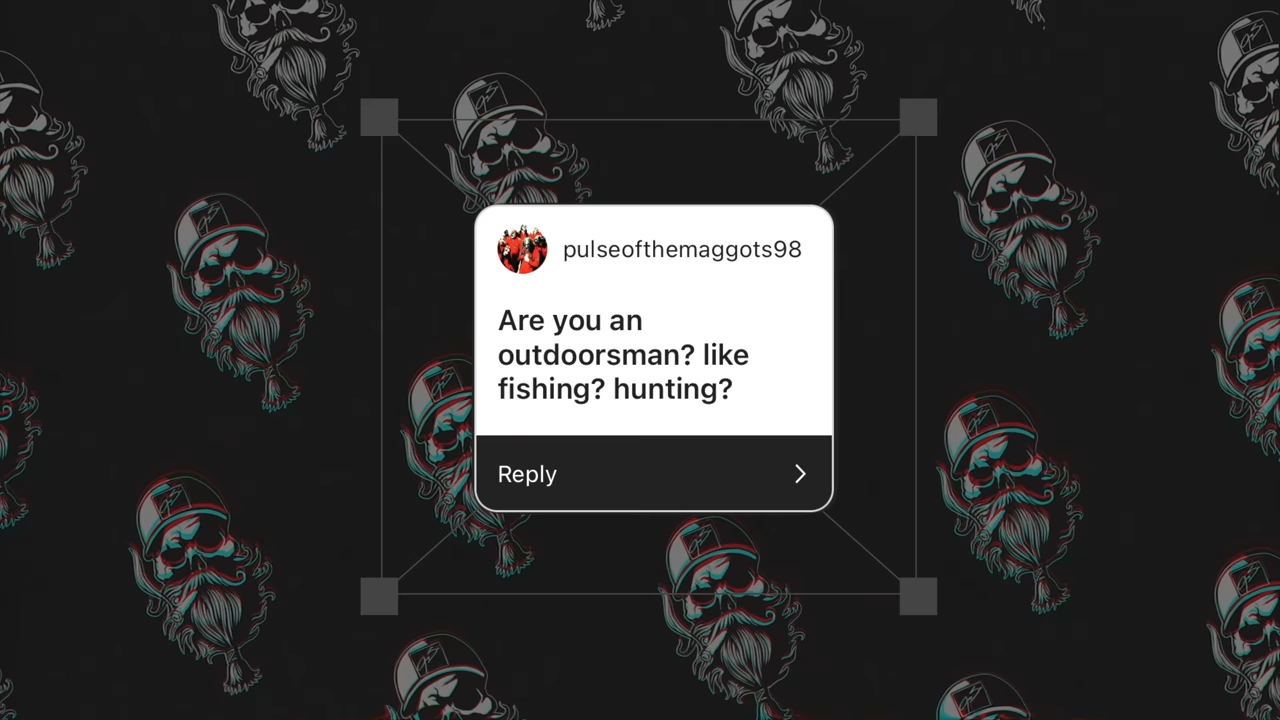 pulseofthemaggots98
Are you an
outdoorsman? like
fishing? hunting?
Reply